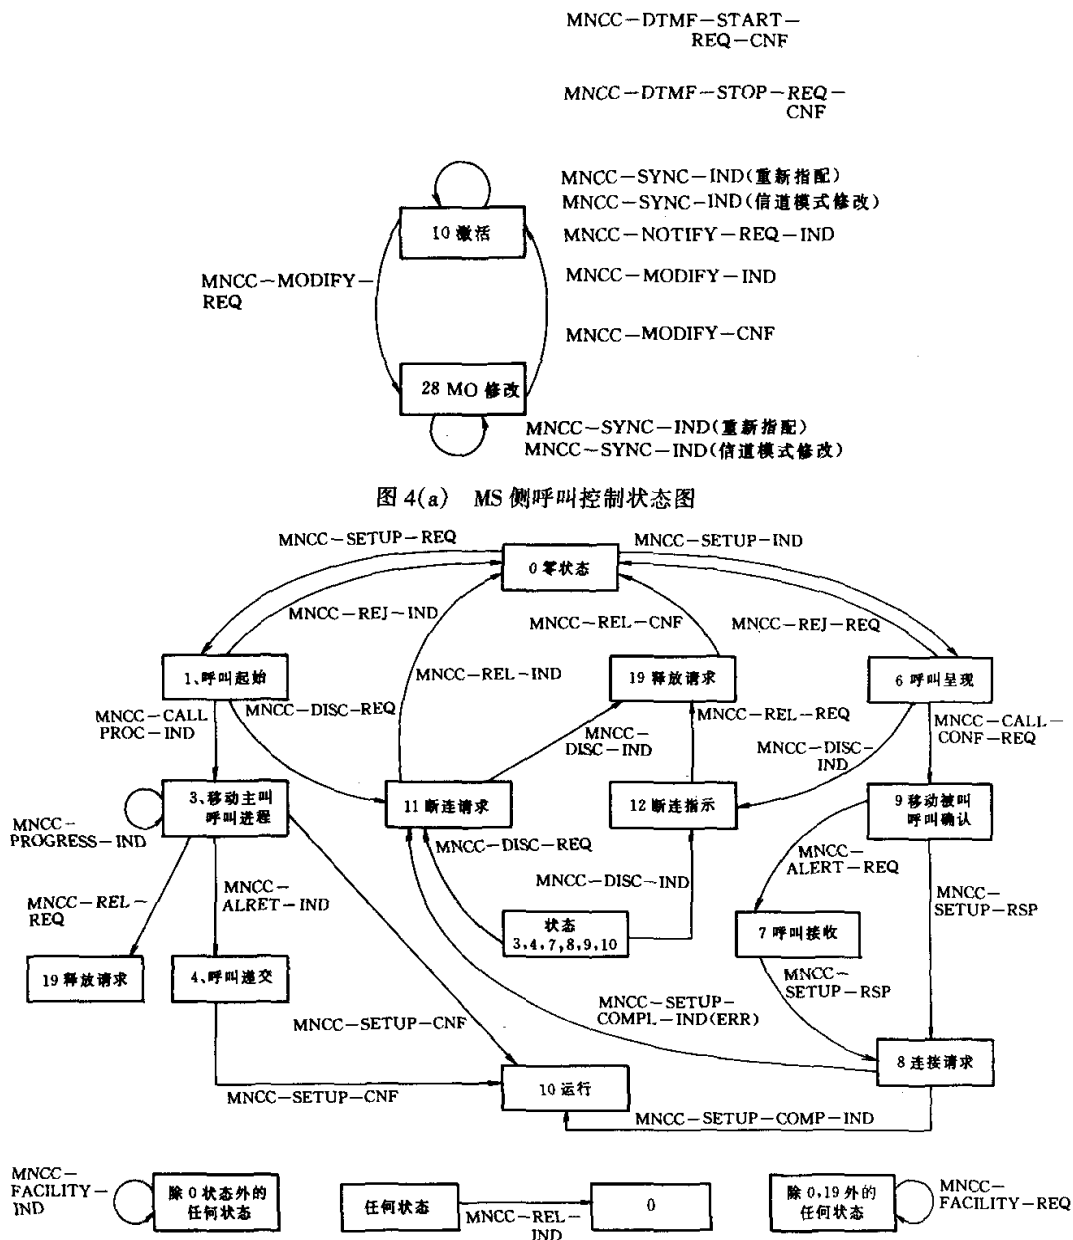 MNCC－DTMF－START－
REQ－CNF
MNCC－DTMF－STOP－REQ－
CNF
MNCC－SYNC－IND(重新指配)
MNCC－SYNC－IND(信道模式修改)
10 激活
MNCC－NOTIFY－REQ－IND
MNCC－MODIFY－
REQ
MNCC－MODIFY－IND
MNCC－MODIFY－CNF
28 MO 修改
MNCC－SYNC－IND(重新指配)
MNCC－SYNC－IND(信道模式修改)
图 4(a) MS 侧呼叫控制状态图
MNCC－SETUP－REQ
MNCC－SETUP－IND
0 零状态
MNCC－REJ－IND
MNCC－REL－CNF
MNCC－REJ－REQ
1、呼叫起始
MNCC－REL－IND
19 释放请求
6 呼叫呈现
MNCC－CALL
PROC－IND
MNCC－DISC－REQ
MNCC－
DISC－IND
MNCC－REL－REQ
MNCC－DISC－
IND
MNCC－CALL－
CONF－REQ
3、移动主叫
呼叫进程
11 断连请求
12 断连指示
9 移动被叫
呼叫确认
MNCC－
PROGRESS－IND
MNCC－DISC－REQ
MNCC－
ALERT－REQ
MNCC－REL－
REQ
MNCC－
ALRET－IND
MNCC－DISC－IND
MNCC－
SETUP－RSP
状态
3,4,7,8,9,10
7 呼叫接收
19 释放请求
4、呼叫递交
MNCC－
SETUP－RSP
MNCC－SETUP－CNF
MNCC－SETUP－
COMPL－IND(ERR)
8 连接请求
MNCC－SETUP－CNF
10 运行
MNCC－SETUP－COMP－IND
MNCC－
FACILITY－
IND
除 0 状态外的
任何状态
任何状态
MNCC－REL－
IND
0
除 0,19 外的
任何状态
MNCC－
FACILITY－REQ